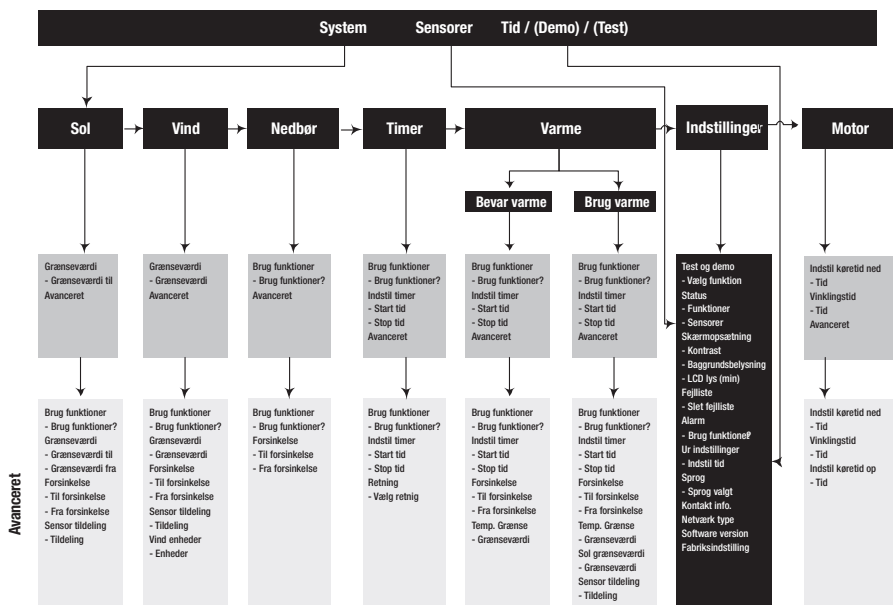 System Sensorer Tid / (Demo) / (Test)
Sol Vind Nedbør Timer Varme Indstillinger Motor
Bevar varme Brug varme
Grænseværdi
- Grænseværdi til
Avanceret
Grænseværdi
- Grænseværdi
Avanceret
Brug funktioner
- Brug funktioner?
Avanceret
Brug funktioner
- Brug funktioner?
Indstil timer
- Start tid
- Stop tid
Avanceret
Brug funktioner
- Brug funktioner?
Indstil timer
- Start tid
- Stop tid
Avanceret
Brug funktioner
- Brug funktioner?
Indstil timer
- Start tid
- Stop tid
Avanceret
Test og demo
- Vælg funktion
Status
- Funktioner
- Sensorer
Skærmopsætning
- Kontrast
- Baggrundsbelysning
- LCD lys (min)
Fejlliste
- Slet fejlliste
Alarm
- Brug funktioner?
Ur indstillinger
- Indstil tid
Sprog
- Sprog valgt
Kontakt info.
Netværk type
Software version
Fabriksindstilling
Indstil køretid ned
- Tid
Vinklingstid
- Tid
Avanceret
Avanceret
Brug funktioner
- Brug funktioner?
Grænseværdi
- Grænseværdi til
- Grænseværdi fra
Forsinkelse
- Til forsinkelse
- Fra forsinkelse
Sensor tildeling
- Tildeling
Brug funktioner
- Brug funktioner?
Grænseværdi
- Grænseværdi
Forsinkelse
- Til forsinkelse
- Fra forsinkelse
Sensor tildeling
- Tildeling
Vind enheder
- Enheder
Brug funktioner
- Brug funktioner?
Forsinkelse
- Til forsinkelse
- Fra forsinkelse
Brug funktioner
- Brug funktioner?
Indstil timer
- Start tid
- Stop tid
Retning
- Vælg retnig
Brug funktioner
- Brug funktioner?
Indstil timer
- Start tid
- Stop tid
Forsinkelse
- Til forsinkelse
- Fra forsinkelse
Temp. Grænse
- Grænseværdi
Brug funktioner
- Brug funktioner?
Indstil timer
- Start tid
- Stop tid
Forsinkelse
- Til forsinkelse
- Fra forsinkelse
Temp. Grænse
- Grænseværdi
Sol grænseværdi
- Grænseværdi
Sensor tildeling
- Tildeling
Indstil køretid ned
- Tid
Vinklingstid
- Tid
Indstil køretid op
- Tid